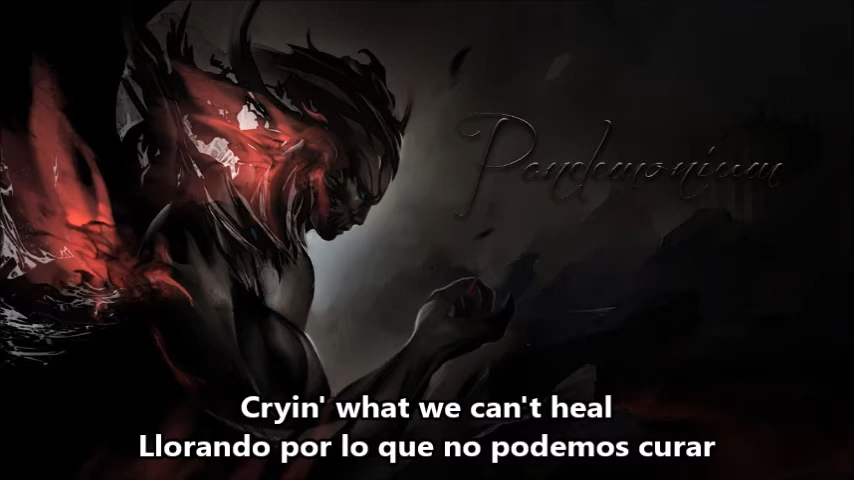 Pandemonium
Cryin' what we can't heal
Llorando por lo que no podemos curar